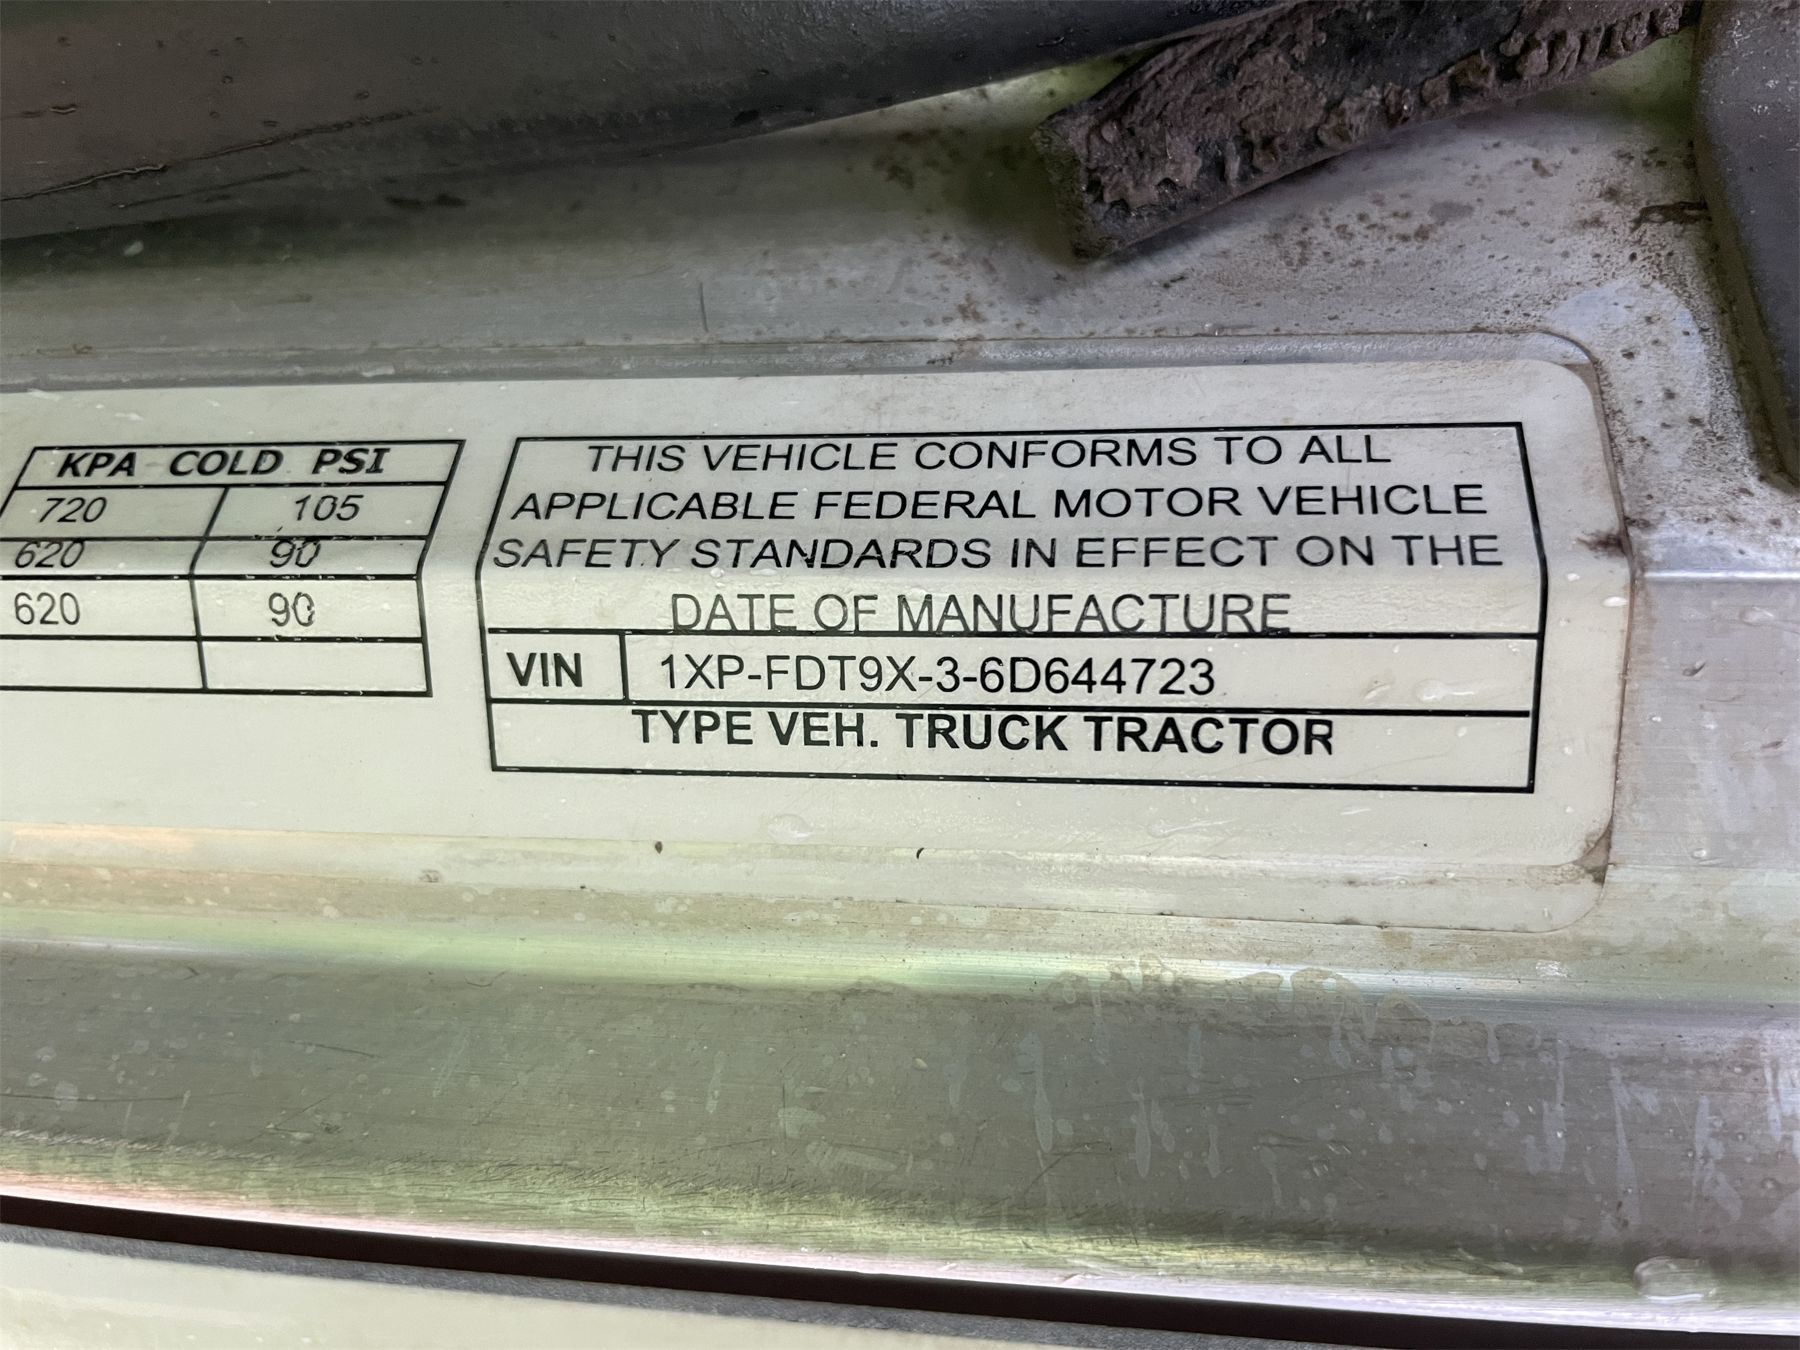 KPA COLD PSI
720 105
620 90
620 90
THIS VEHICLE CONFORMS TO ALL
APPLICABLE FEDERAL MOTOR VEHICLE
SAFETY STANDARDS IN EFFECT ON THE
DATE OF MANUFACTURE
VIN 1XP-FDT9X-3-6D644723
TYPE VEH. TRUCK TRACTOR